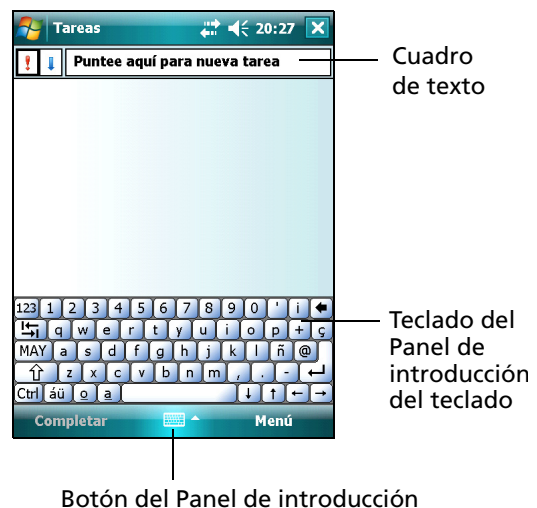 Tareas 20:27
Puntee aquí para nueva tarea
Cuadro
de texto
123 1 2 3 4 5 6 7 8 9 0 ' ¡
q w e r t y u i o p + ç
MAY a s d f g h j k l ñ @
z x c v b n m , . -
Ctrl áü o a
Teclado del
Panel de
introducción
del teclado
Completar Menú
Botón del Panel de introducción